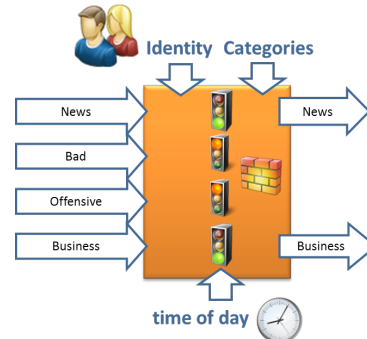 Identity Categories
News
News
Bad
Offensive
Business
Business
time of day